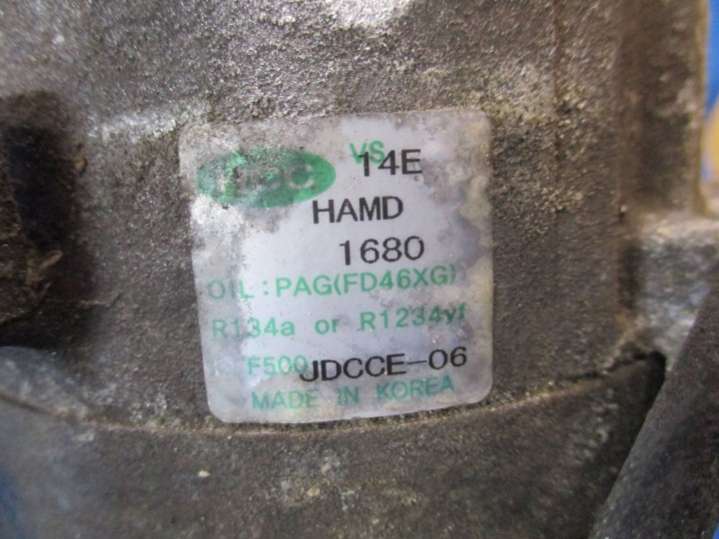 VS 14E
HAMD
1680
OIL:PAG(FD46XG)
R134a or R1234yf
F500 JDCCE-06
MADE IN KOREA